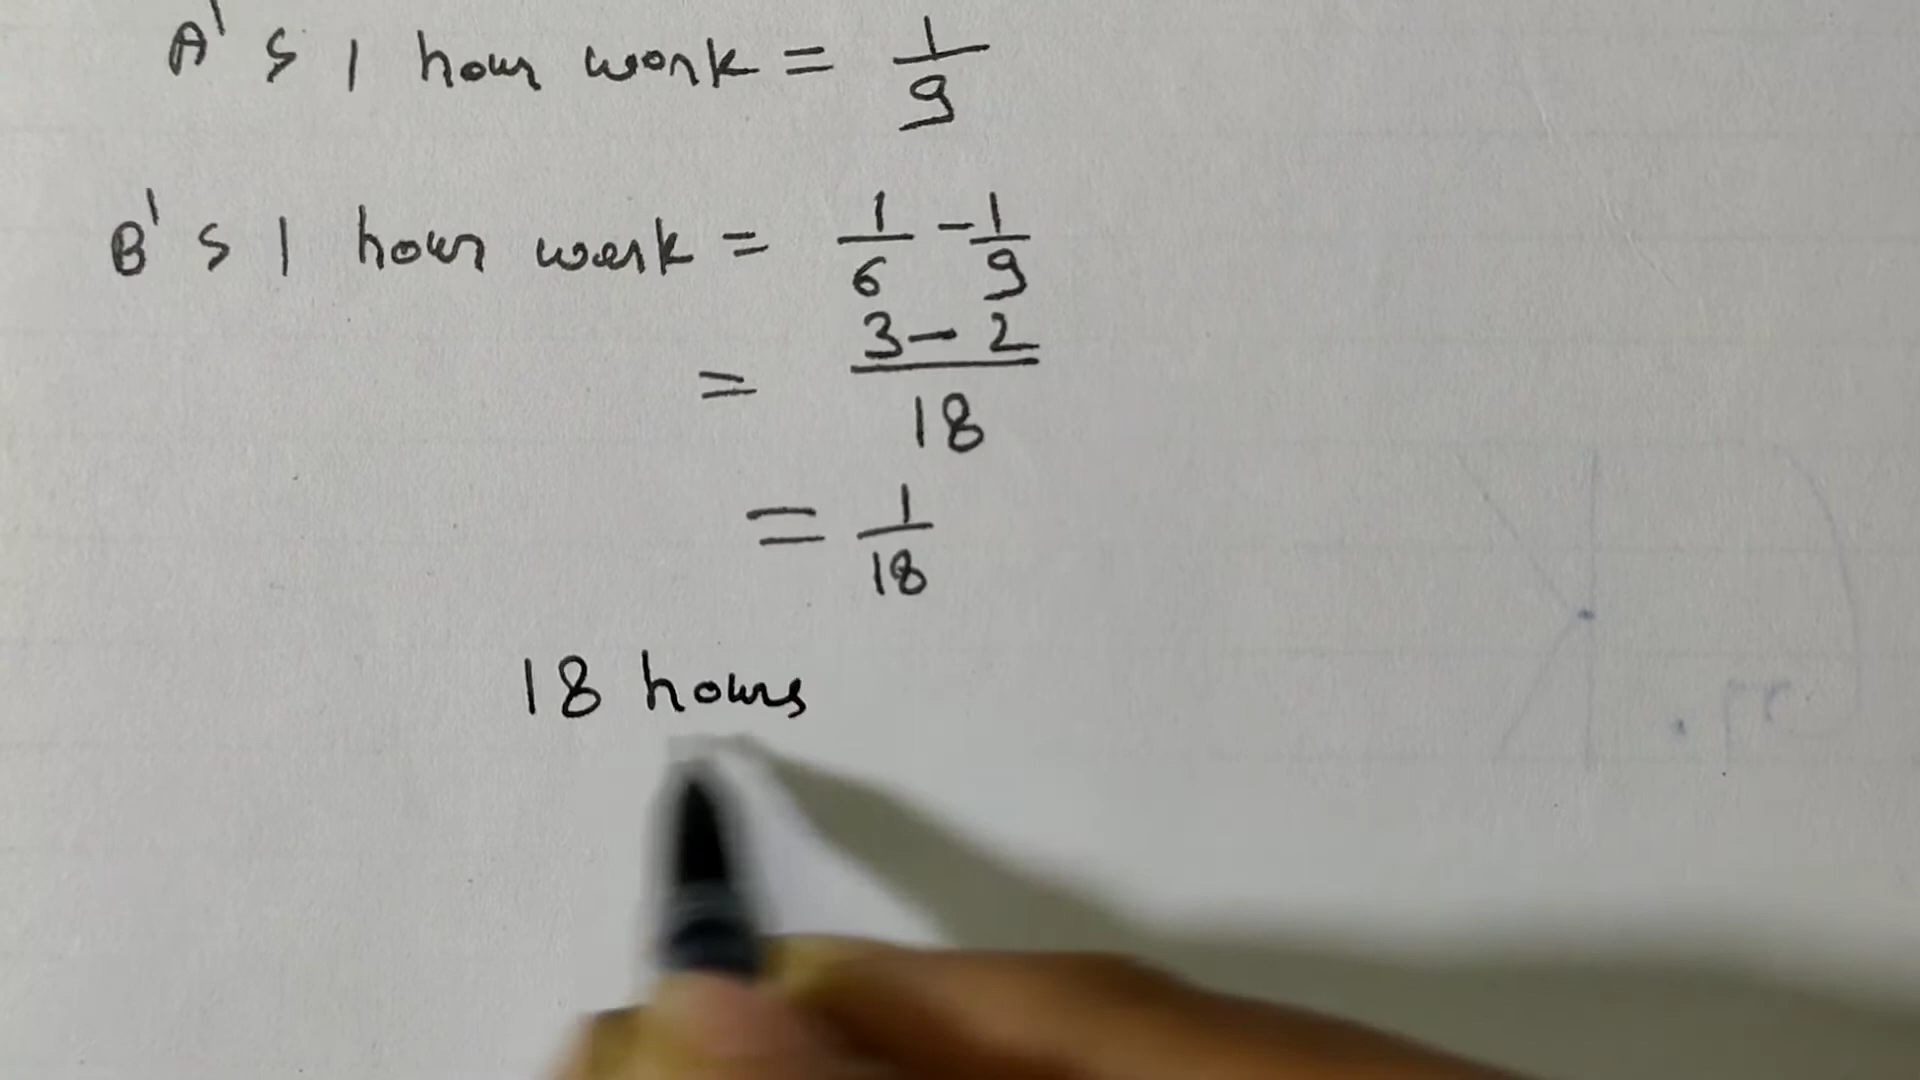 A's 1 hour work = 1/9
B's 1 hour work = 1/6 - 1/9
= 3-2/18
= 1/18
18 hours